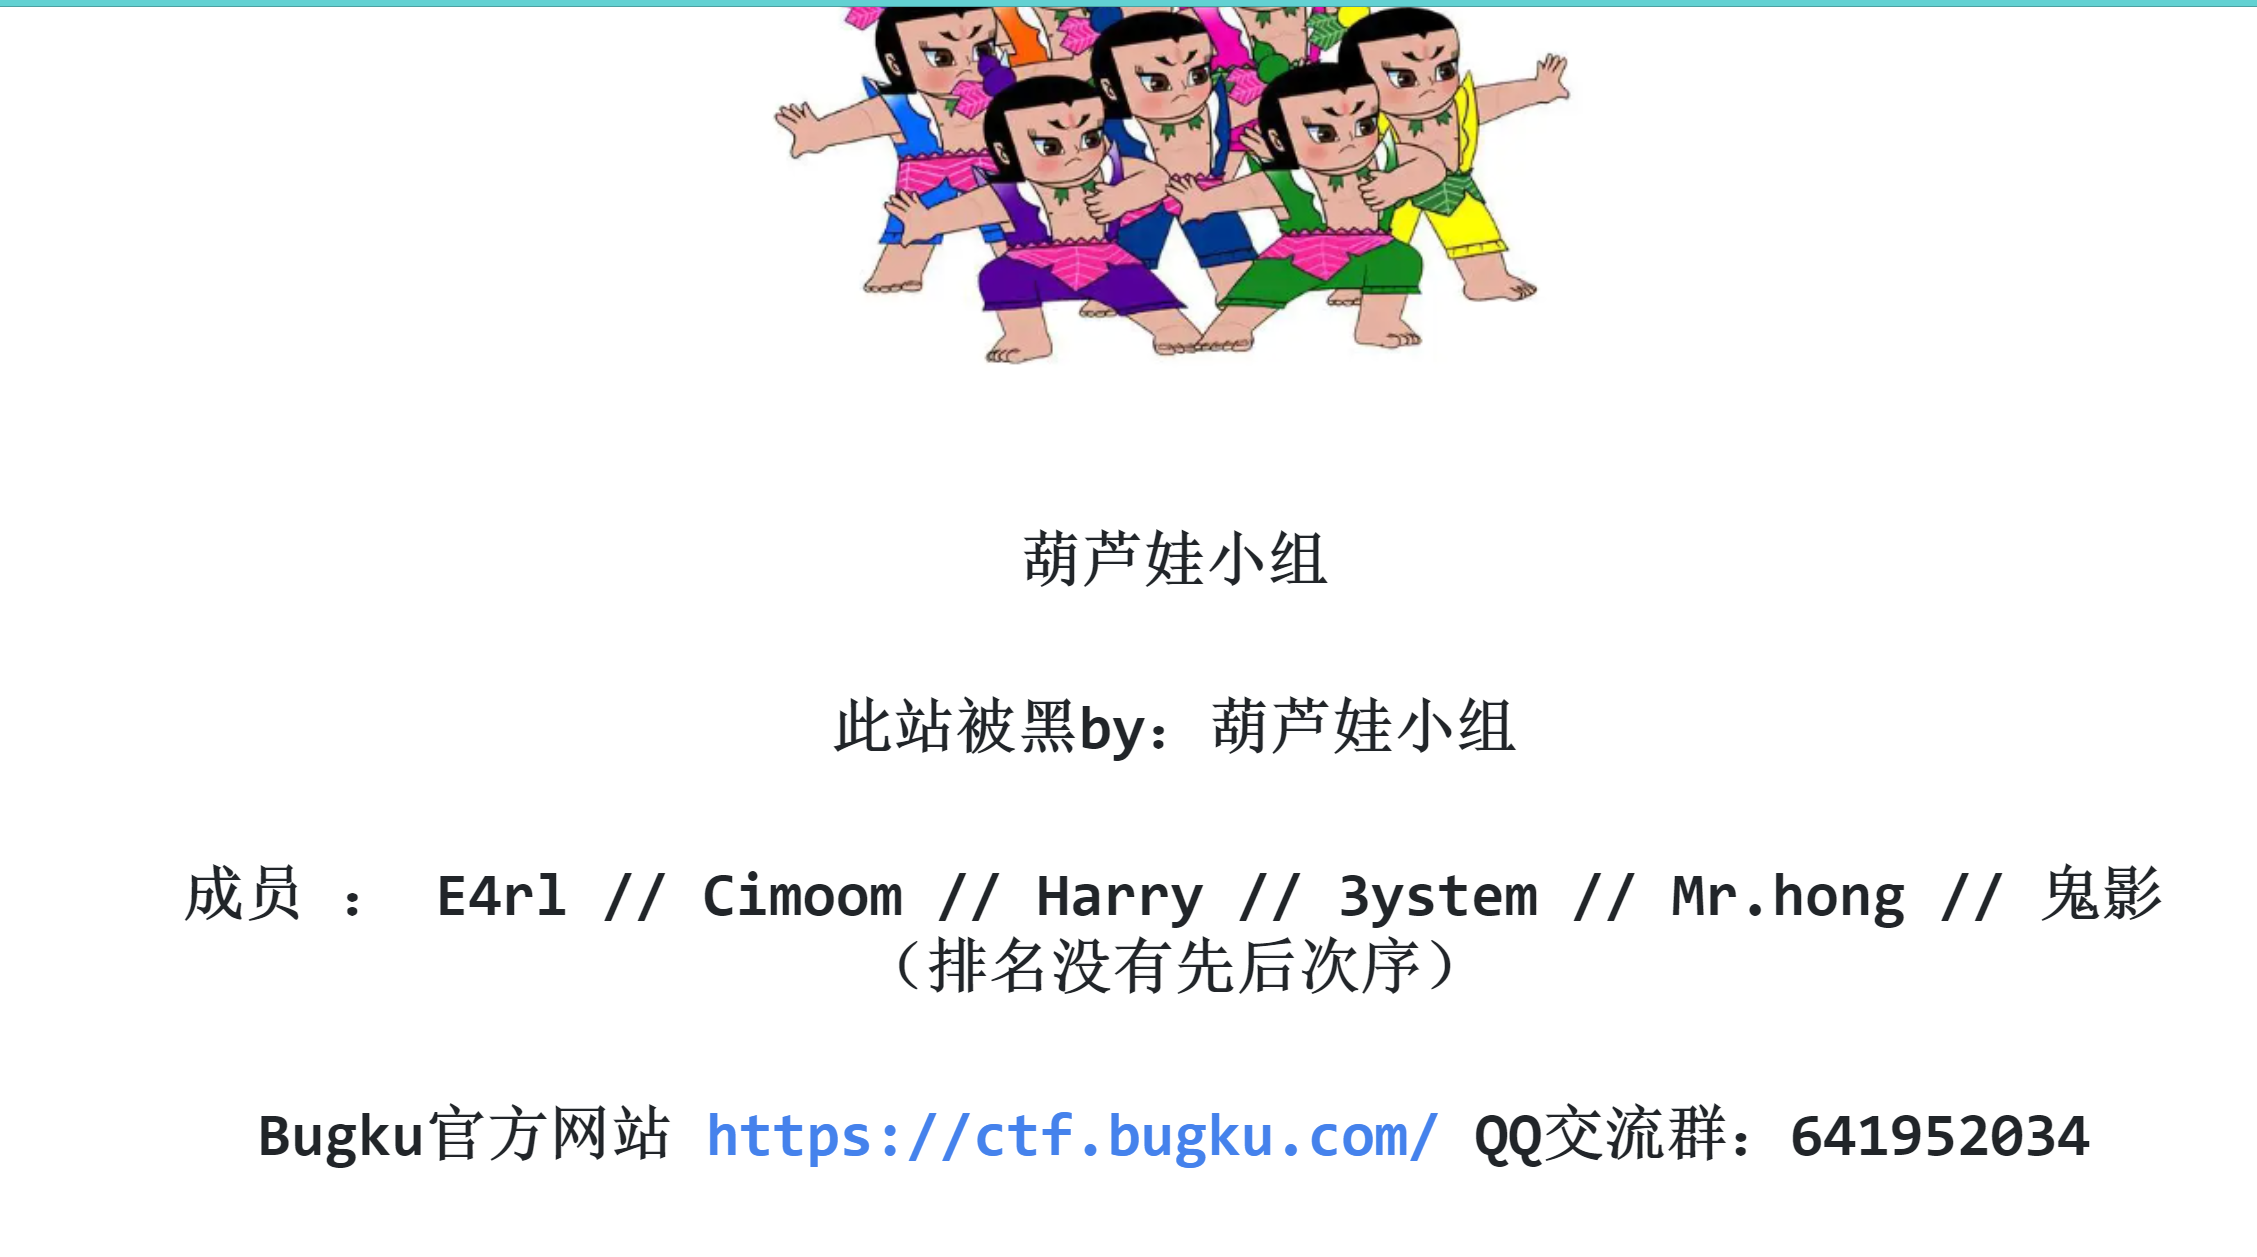 葫芦娃小组
此站被黑by：葫芦娃小组
成员 ： E4rl // Cimoom // Harry // 3ystem // Mr.hong // 鬼影
（排名没有先后次序）
Bugku官方网站 https://ctf.bugku.com/ QQ交流群：641952034